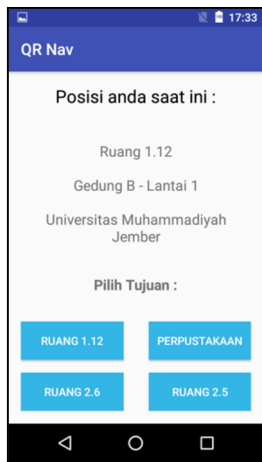 17:33
QR Nav
Posisi anda saat ini :
Ruang 1.12
Gedung B - Lantai 1
Universitas Muhammadiyah
Jember
Pilih Tujuan :
RUANG 1.12
PERPUSTAKAAN
RUANG 2.6
RUANG 2.5